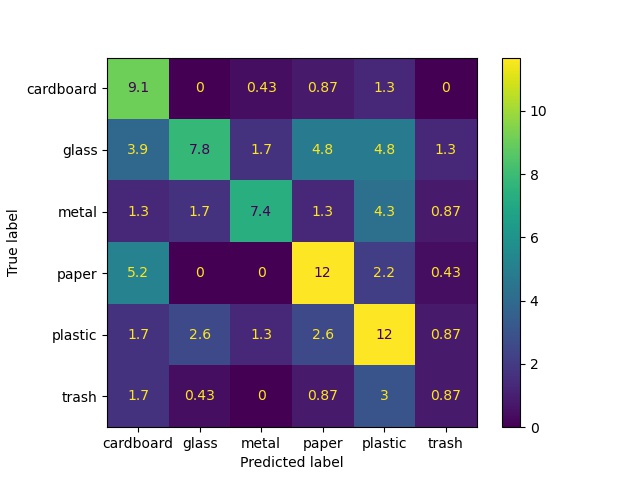 cardboard 9.1 0 0.43 0.87 1.3 0
glass 3.9 7.8 1.7 4.8 4.8 1.3
metal 1.3 1.7 7.4 1.3 4.3 0.87
paper 5.2 0 0 12 2.2 0.43
plastic 1.7 2.6 1.3 2.6 12 0.87
trash 1.7 0.43 0 0.87 3 0.87
cardboard glass metal paper plastic trash
Predicted label
True label
10
8
6
4
2
0